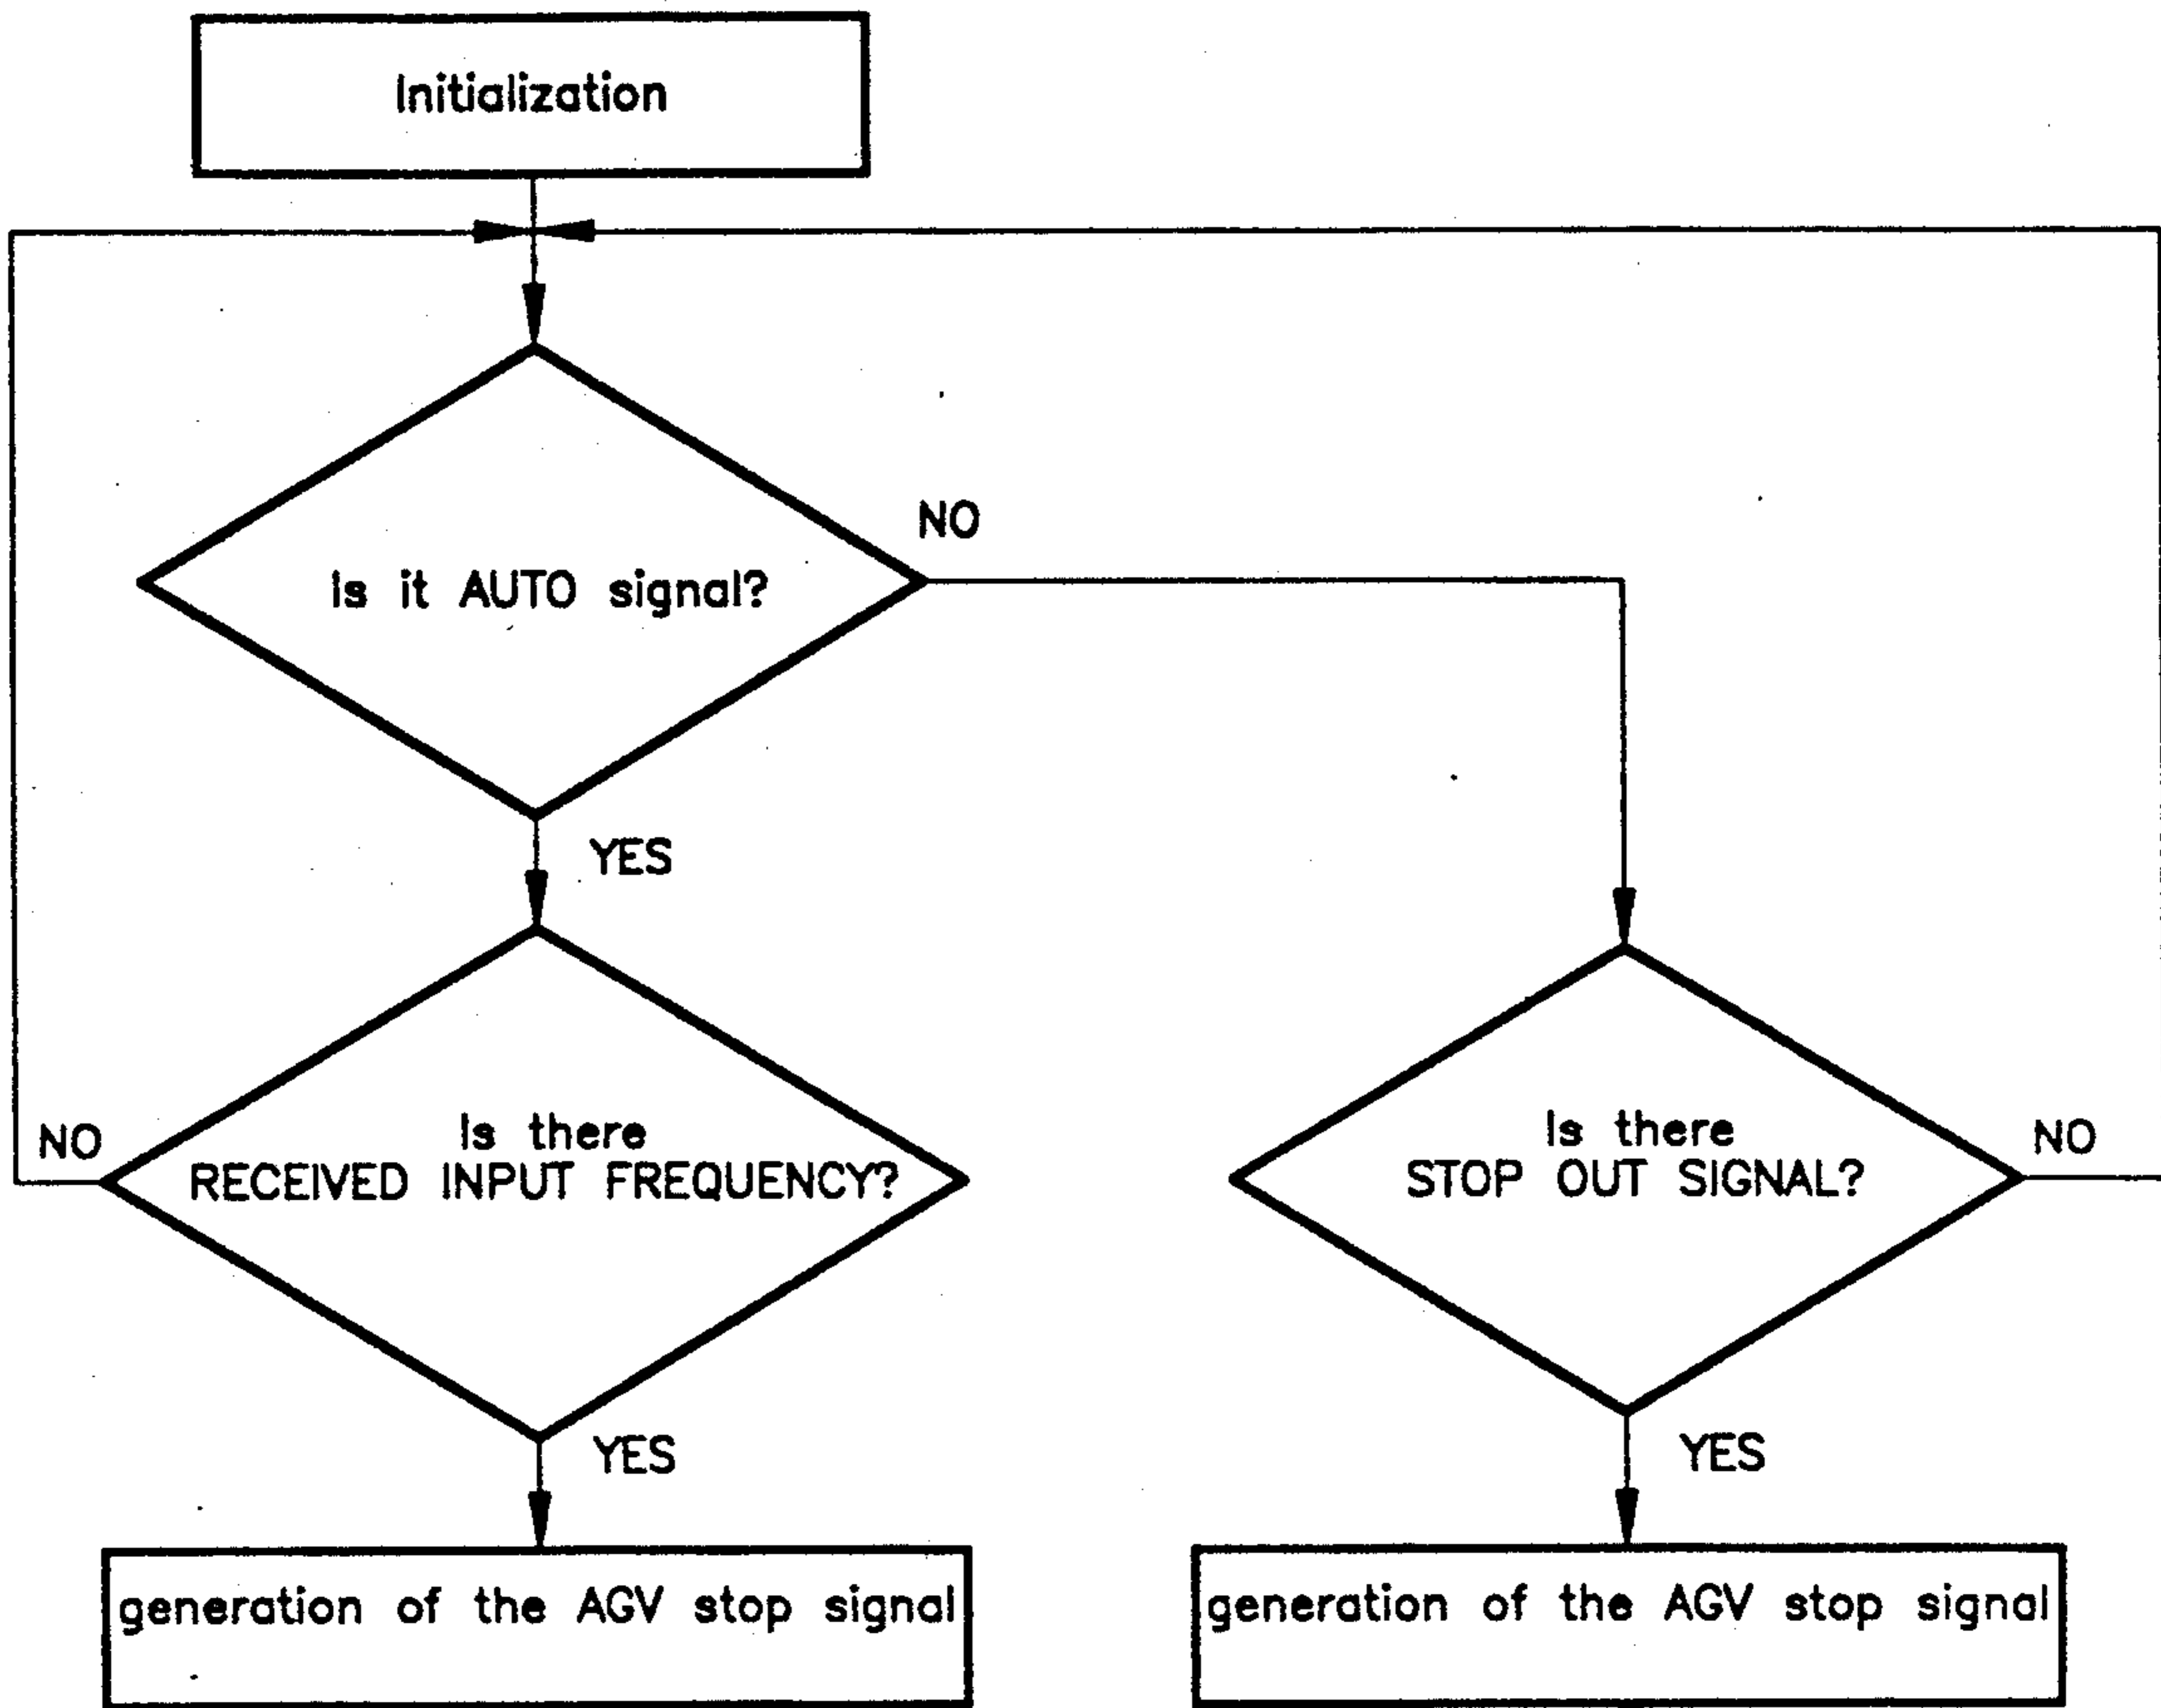 Initialization
NO
Is it AUTO signal?
YES
Is there
RECEIVED INPUT FREQUENCY?
NO
Is there
STOP OUT SIGNAL?
NO
YES
YES
generation of the AGV stop signal
generation of the AGV stop signal